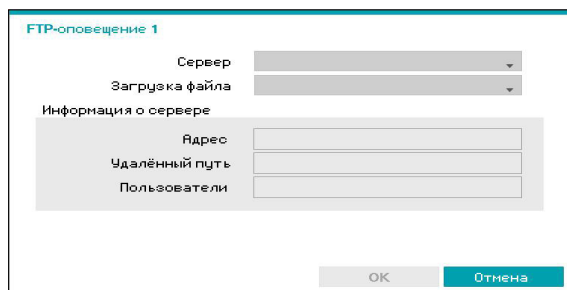 FTP-оповещение 1
Сервер
Загрузка файла
Информация о сервере
Адрес
Удалённый путь
Пользователи
OK
Отмена